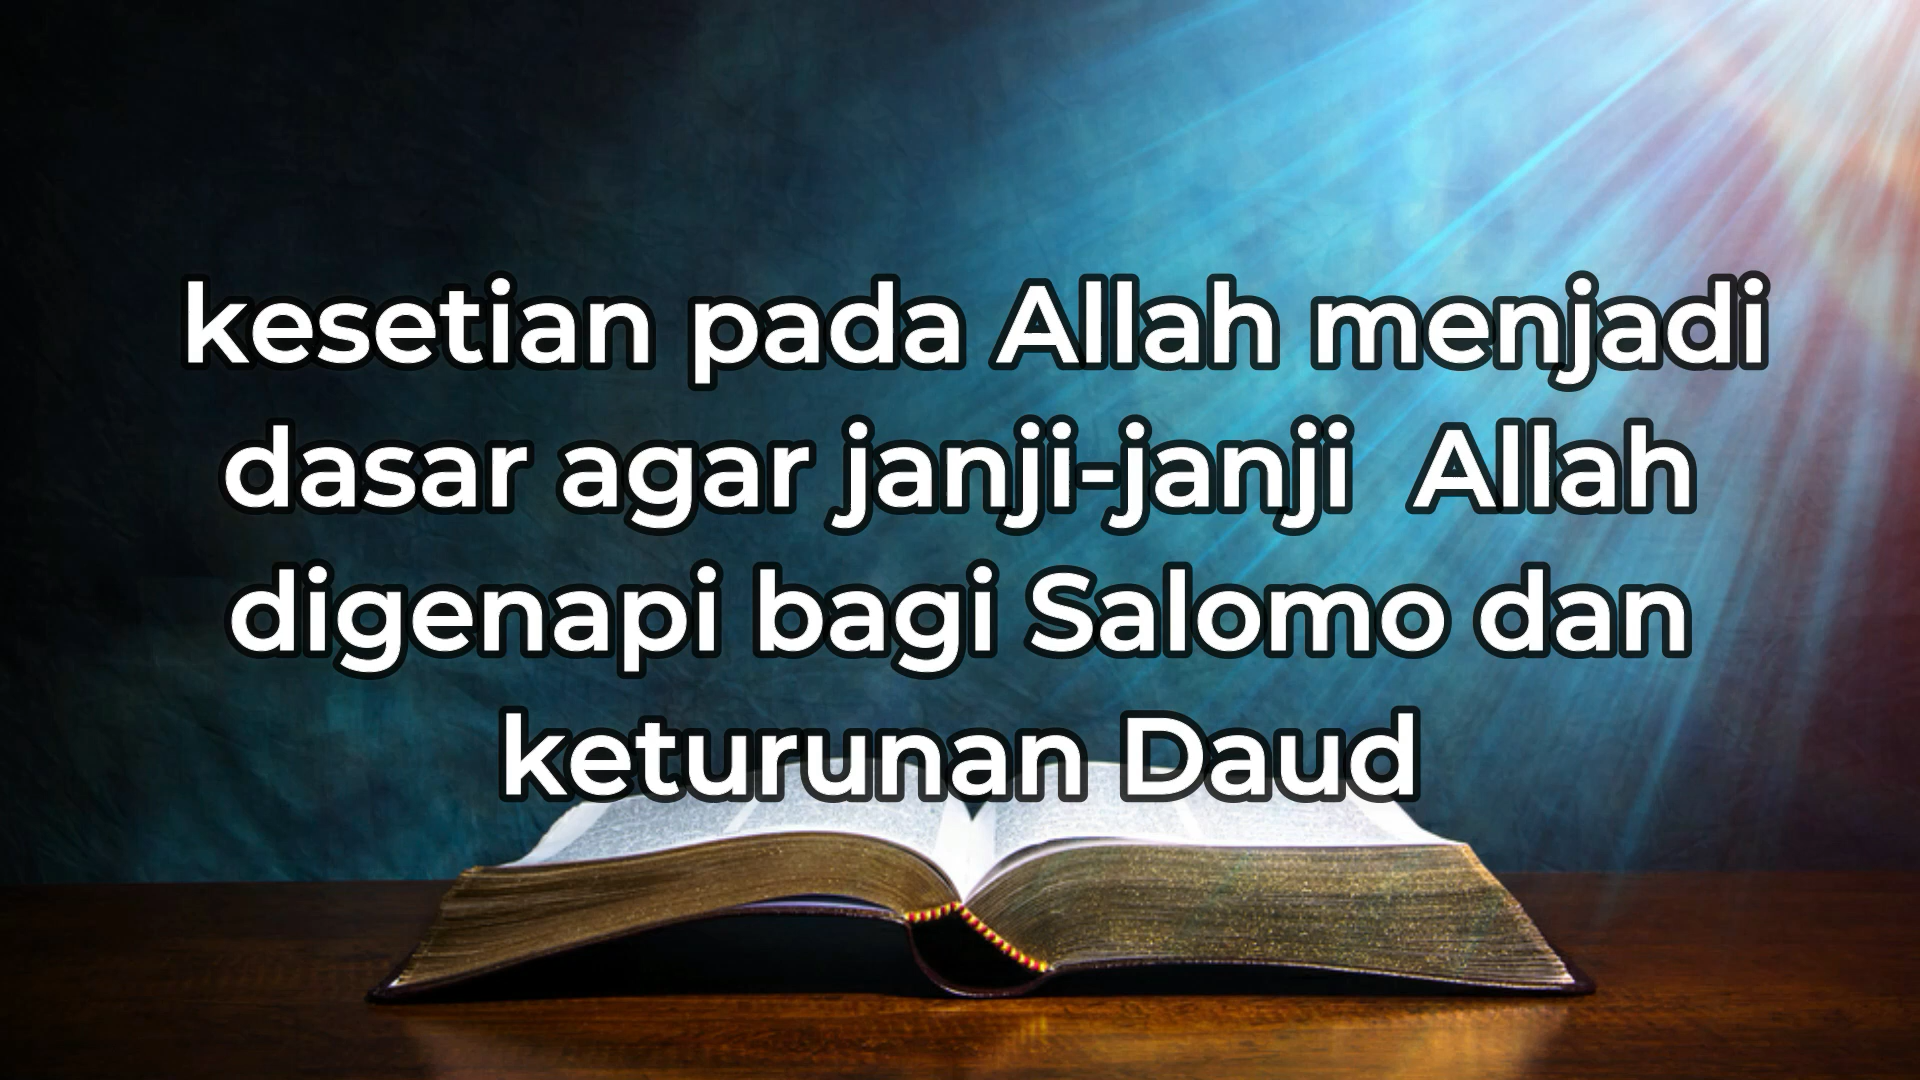 kesetian pada Allah menjadi
dasar agar janji-janji  Allah
digenapi bagi Salomo dan
keturunan Daud